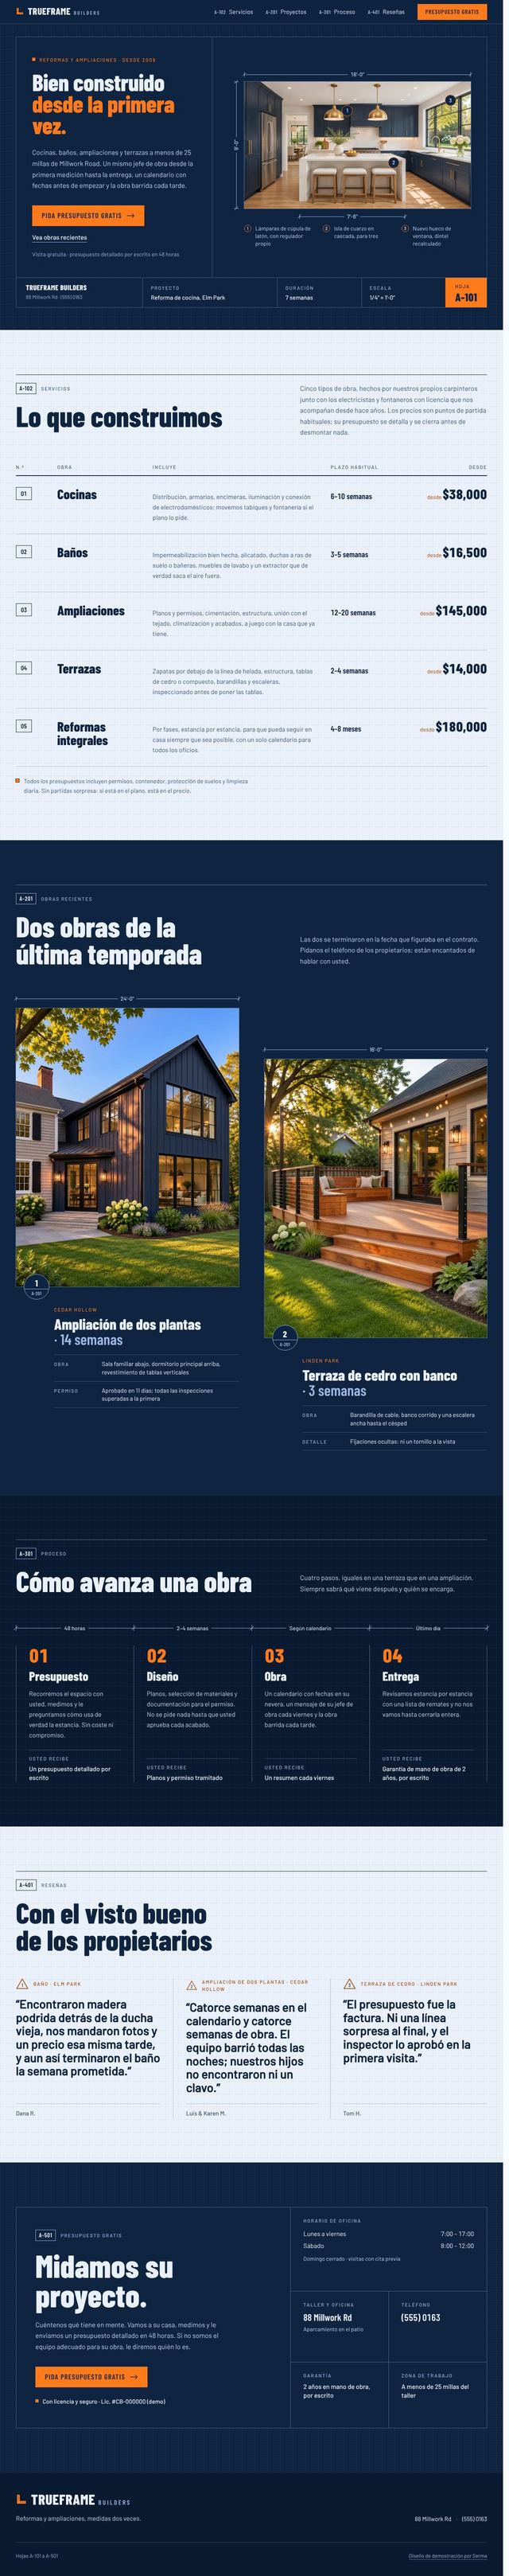 TRUEFRAME BUILDERS
A-102 Servicios
A-201 Proyectos
A-301 Proceso
A-401 Reseñas
PRESUPUESTO GRATIS
REFORMAS Y AMPLIACIONES · DESDE 2006
Bien construido
desde la primera
vez.
Cocinas, baños, ampliaciones y terrazas a menos de 25
millas de Millwork Road. Un mismo jefe de obra desde la
primera medición hasta la entrega, un calendario con
fechas antes de empezar y la obra barrida cada tarde.
PIDA PRESUPUESTO GRATIS →
Vea obras recientes
Visita gratuita · presupuesto detallado por escrito en 48 horas
18'-0"
9'-0"
1
2
3
7'-6"
1 Lámparas de cúpula de
latón, con regulador
propio
2 Isla de cuarzo en
cascada, para tres
3 Nuevo hueco de
ventana, dintel
recalculado
TRUEFRAME BUILDERS
88 Millwork Rd · (555) 0163
PROYECTO
Reforma de cocina, Elm Park
DURACIÓN
7 semanas
ESCALA
1/4" = 1'-0"
HOJA
A-101
A-102 SERVICIOS
Lo que construimos
Cinco tipos de obra, hechos por nuestros propios carpinteros
junto con los electricistas y fontaneros con licencia que nos
acompañan desde hace años. Los precios son puntos de partida
habituales; su presupuesto se detalla y se cierra antes de
desmontar nada.
N.º
OBRA
INCLUYE
PLAZO HABITUAL
DESDE
01
Cocinas
Distribución, armarios, encimeras, iluminación y conexión
de electrodomésticos; movemos tabiques y fontanería si el
plano lo pide.
6-10 semanas
desde $38,000
02
Baños
Impermeabilización bien hecha, alicatado, duchas a ras de
suelo o bañeras, muebles de lavabo y un extractor que de
verdad saca el aire fuera.
3-5 semanas
desde $16,500
03
Ampliaciones
Planos y permisos, cimentación, estructura, unión con el
tejado, climatización y acabados, a juego con la casa que ya
tiene.
12-20 semanas
desde $145,000
04
Terrazas
Zapatas por debajo de la línea de helada, estructura, tablas
de cedro o composite, barandillas y escaleras,
inspeccionado antes de poner las tablas.
2-4 semanas
desde $14,000
05
Reformas
integrales
Por fases, estancia por estancia, para que pueda seguir en
casa siempre que sea posible, con un solo calendario para
todos los oficios.
4-8 meses
desde $180,000
Todos los presupuestos incluyen permisos, contenedor, protección de suelos y limpieza
diaria. Sin partidas sorpresa: si está en el plano, está en el precio.
A-201 OBRAS RECIENTES
Dos obras de la
última temporada
Las dos se terminaron en la fecha que figuraba en el contrato.
Pídanos el teléfono de los propietarios; están encantados de
hablar con usted.
24'-0"
16'-0"
1
A-201
CEDAR HOLLOW
Ampliación de dos plantas
· 14 semanas
OBRA
Sala familiar abajo, dormitorio principal arriba,
revestimiento de tablas verticales
PERMISO
Aprobado en 11 días; todas las inspecciones
superadas a la primera
2
A-201
LINDEN PARK
Terraza de cedro con banco
· 3 semanas
OBRA
Barandilla de cable, banco corrido y una escalera
ancha hasta el césped
DETALLE
Fijaciones ocultas: ni un tornillo a la vista
A-301 PROCESO
Cómo avanza una obra
Cuatro pasos, iguales en una terraza que en una ampliación.
Siempre sabrá qué viene después y quién se encarga.
48 horas
2-4 semanas
Según calendario
Último día
01
Presupuesto
Recorremos el espacio con
usted, medimos y le
preguntamos cómo usa de
verdad la estancia. Sin coste ni
compromiso.
USTED RECIBE
Un presupuesto detallado por
escrito
02
Diseño
Planos, selección de materiales y
documentación para el permiso.
No se pide nada hasta que usted
aprueba cada acabado.
USTED RECIBE
Planos y permiso tramitado
03
Obra
Un calendario con fechas en su
nevera, un mensaje de su jefe de
obra cada viernes y la obra
barrida cada tarde.
USTED RECIBE
Un resumen cada viernes
04
Entrega
Revisamos estancia por estancia
con una lista de remates y no nos
vamos hasta cerrarla entera.
USTED RECIBE
Garantía de mano de obra de 2
años, por escrito
A-401 RESEÑAS
Con el visto bueno
de los propietarios
BAÑO · ELM PARK
“Encontraron madera
podrida detrás de la ducha
vieja, nos mandaron fotos y
un precio esa misma tarde,
y aun así terminaron el baño
la semana prometida.”
Dana R.
AMPLIACIÓN DE DOS PLANTAS · CEDAR
HOLLOW
“Catorce semanas en el
calendario y catorce
semanas de obra. El
equipo barrió todas las
noches; nuestros hijos
no encontraron ni un
clavo.”
Luis & Karen M.
TERRAZA DE CEDRO · LINDEN PARK
“El presupuesto fue la
factura. Ni una línea
sorpresa al final, y el
inspector lo aprobó en la
primera visita.”
Tom H.
A-501 PRESUPUESTO GRATIS
Midamos su
proyecto.
Cuéntenos qué tiene en mente. Vamos a su casa, medimos y le
enviamos un presupuesto detallado en 48 horas. Si no somos el
equipo adecuado para su obra, le diremos quién lo es.
PIDA PRESUPUESTO GRATIS →
Con licencia y seguro · Lic. #CB-000000 (demo)
HORARIO DE OFICINA
Lunes a viernes 7:00 – 17:00
Sábado 8:00 – 12:00
Domingo cerrado · visitas con cita previa
TALLER Y OFICINA
88 Millwork Rd
Aparcamiento en el patio
TELÉFONO
(555) 0163
GARANTÍA
2 años en mano de obra,
por escrito
ZONA DE TRABAJO
A menos de 25 millas del
taller
TRUEFRAME BUILDERS
Reformas y ampliaciones, medidas dos veces.
88 Millwork Rd · (555) 0163
Hojas A-101 a A-501
Diseño de demostración por Derma